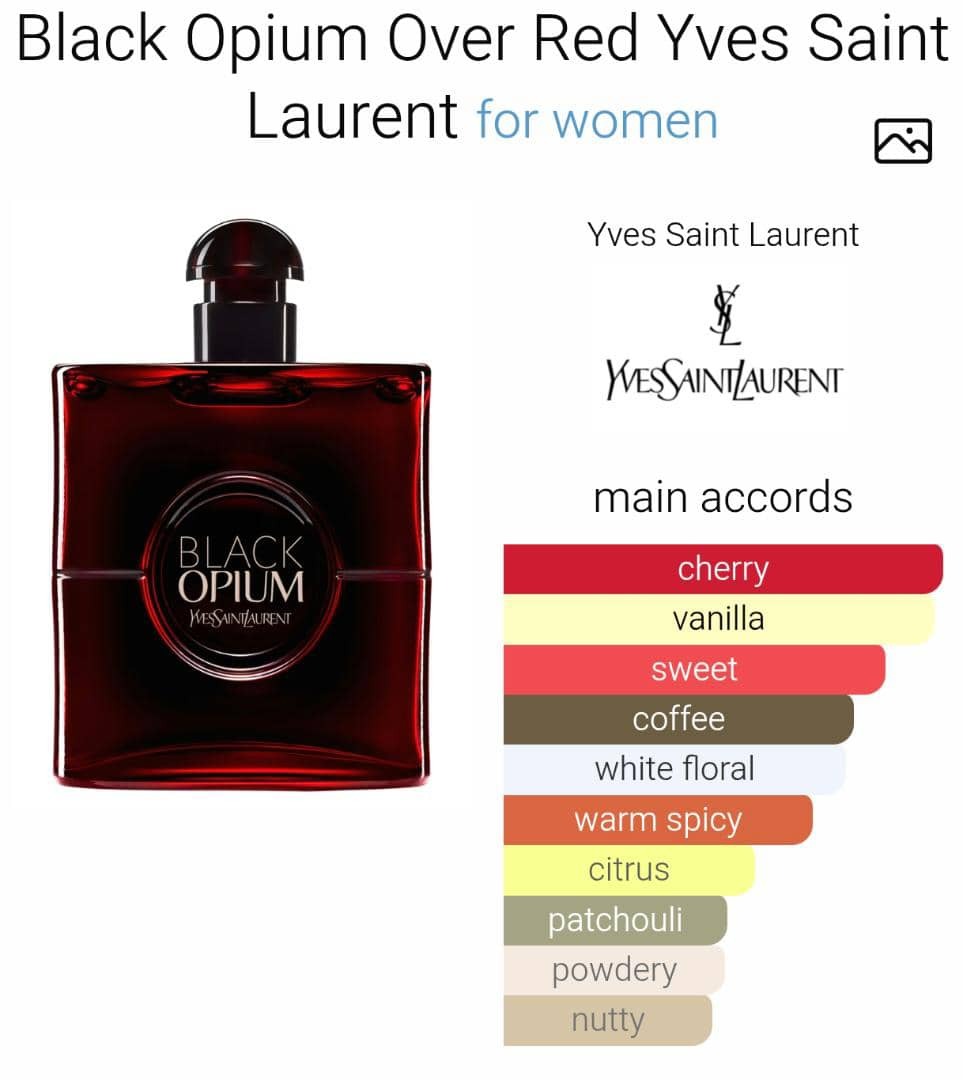 Black Opium Over Red Yves Saint
Laurent for women
Yves Saint Laurent
YSL
YVESSAINTLAURENT
main accords
BLACK
OPIUM
YVESSAINTLAURENT
cherry
vanilla
sweet
coffee
white floral
warm spicy
citrus
patchouli
powdery
nutty